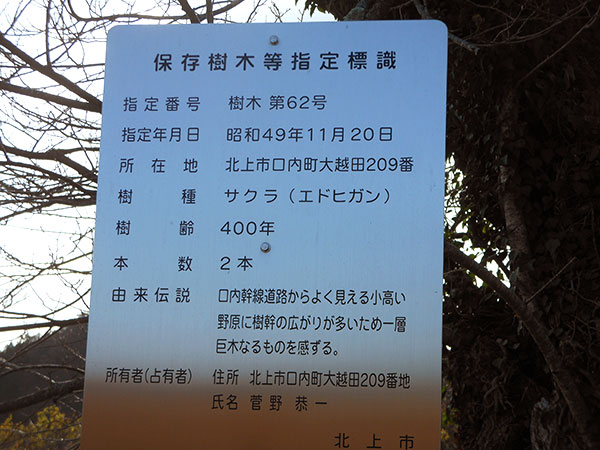 保存樹木等指定標識
指定番号 樹木 第62号
指定年月日 昭和49年11月20日
所在地 北上市口内町大越田209番
樹種 サクラ（エドヒガン）
樹齢 400年
本数 2本
由来伝説 口内幹線道路からよく見える小高い
野原に樹幹の広がりが多いため一層
巨木なるものを感ずる。
所有者(占有者) 住所 北上市口内町大越田209番地
氏名 菅野恭一
北上市